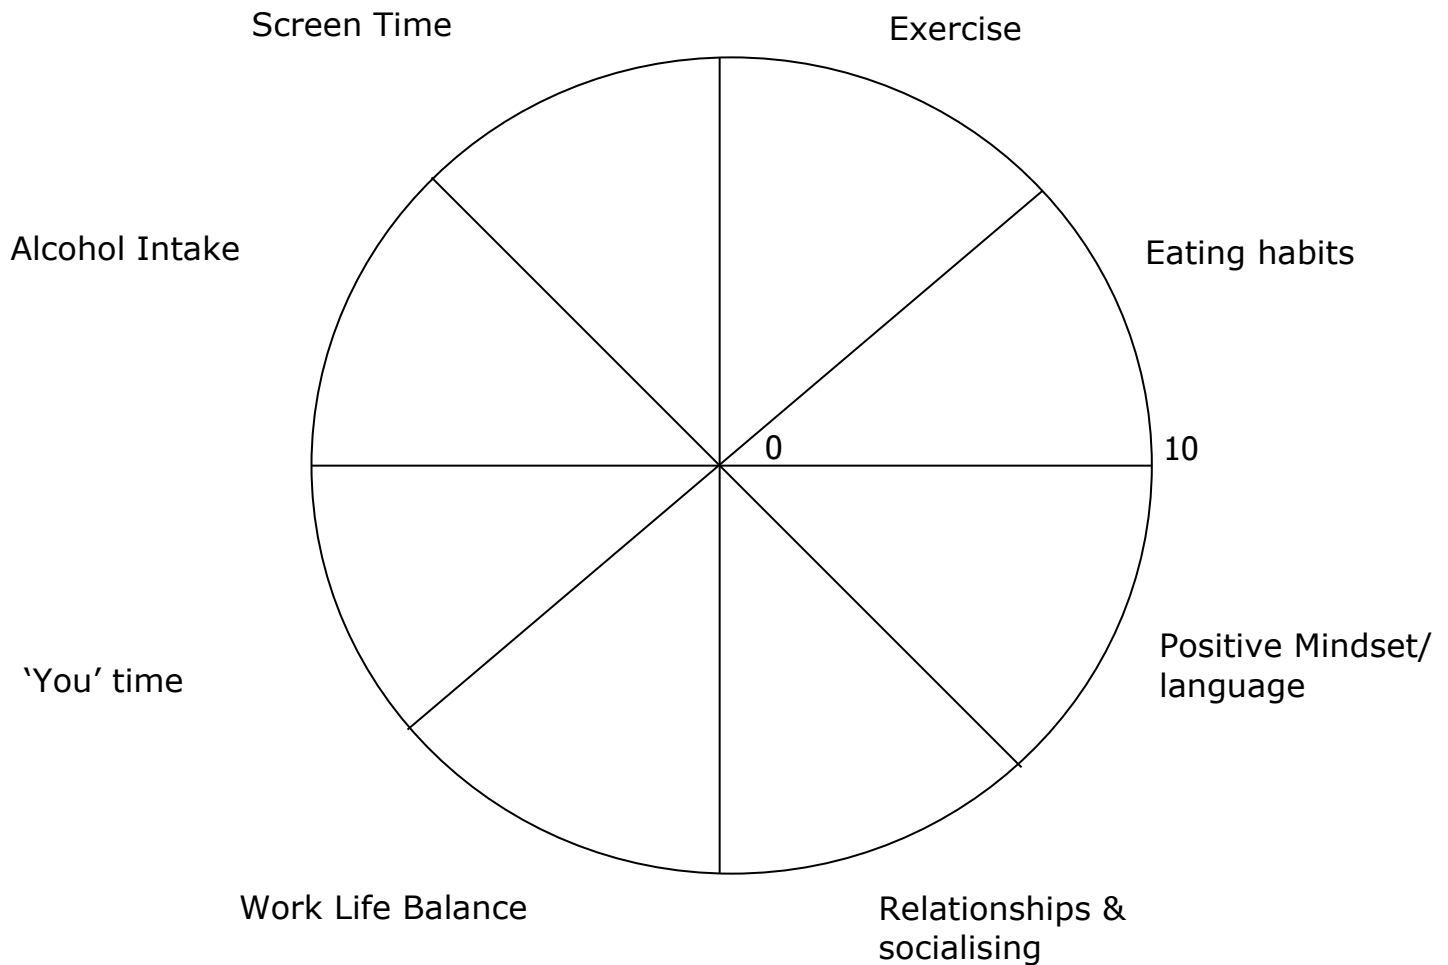 Screen Time
Exercise
Alcohol Intake
Eating habits
0
10
Positive Mindset/
language
‘You’ time
Work Life Balance
Relationships &
socialising